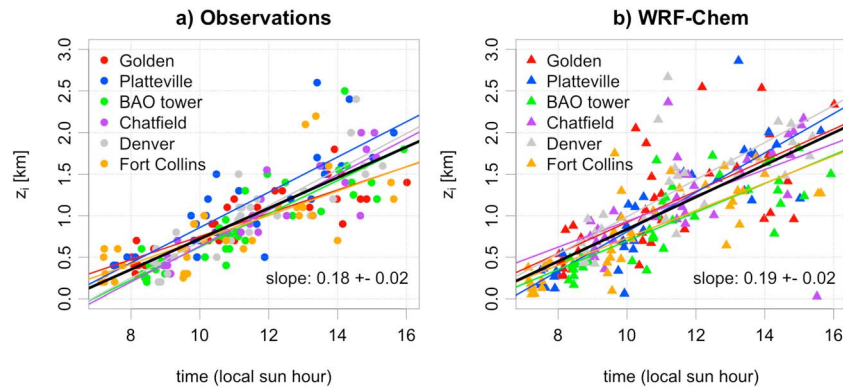 a) Observations
3.0
2.5
2.0
1.5
1.0
0.5
0.0
zi [km]
Golden
Platteville
BAO tower
Chatfield
Denver
Fort Collins
slope: 0.18 +- 0.02
8 10 12 14 16
time (local sun hour)
b) WRF-Chem
3.0
2.5
2.0
1.5
1.0
0.5
0.0
zi [km]
Golden
Platteville
BAO tower
Chatfield
Denver
Fort Collins
slope: 0.19 +- 0.02
8 10 12 14 16
time (local sun hour)